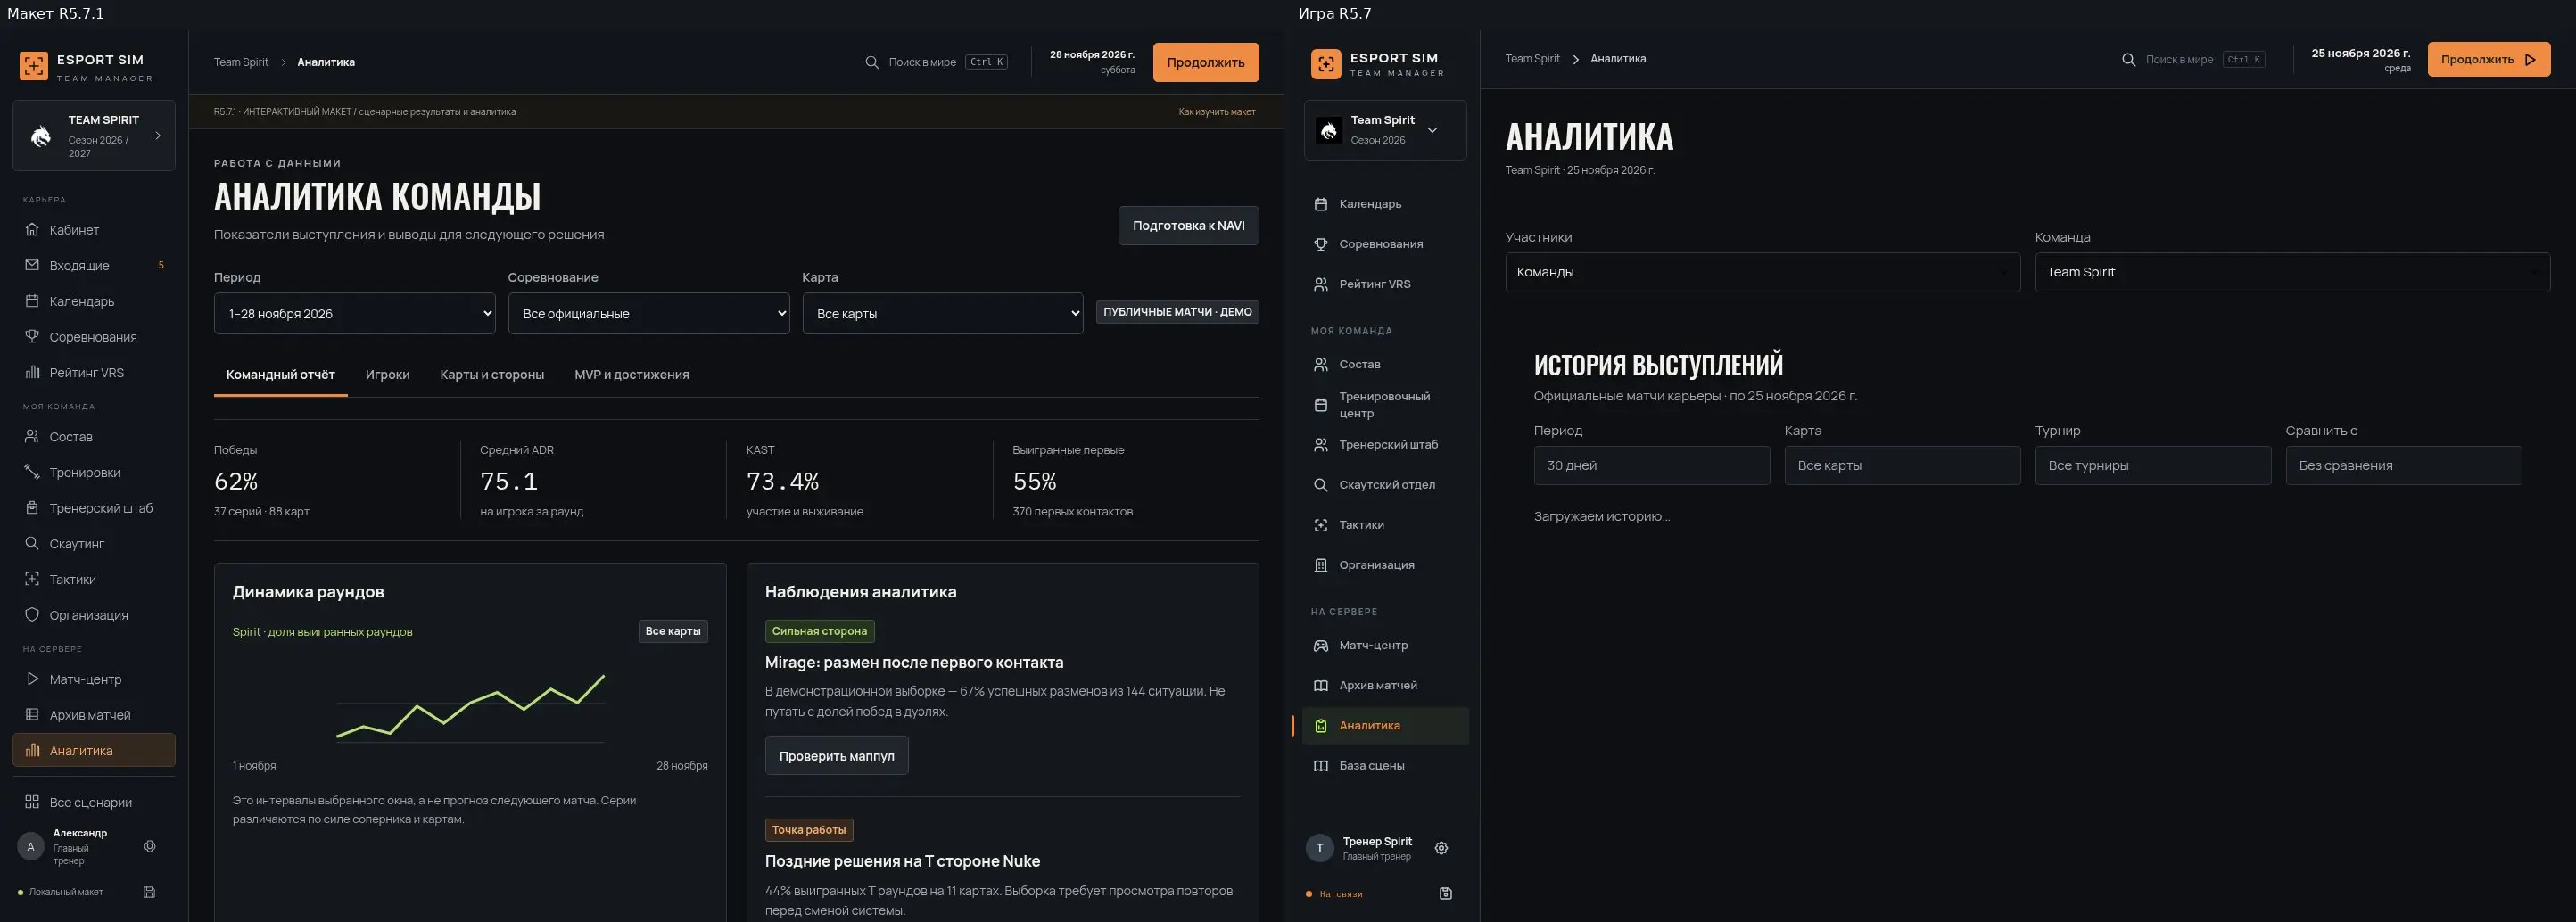 Макет R5.7.1
ESPORT SIM
TEAM MANAGER
TEAM SPIRIT
Сезон 2026 /
2027
КАРЬЕРА
Кабинет
Входящие 5
Календарь
Соревнования
Рейтинг VRS
МОЯ КОМАНДА
Состав
Тренировки
Тренерский штаб
Скаутинг
Тактики
Организация
НА СЕРВЕРЕ
Матч-центр
Архив матчей
Аналитика
Все сценарии
А
Александр
Главный
тренер
Локальный макет
Team Spirit > Аналитика
Поиск в мире Ctrl K
28 ноября 2026 г.
суббота
Продолжить
R5.7.1 · ИНТЕРАКТИВНЫЙ МАКЕТ / сценарные результаты и аналитика
Как изучить макет
РАБОТА С ДАННЫМИ
АНАЛИТИКА КОМАНДЫ
Показатели выступления и выводы для следующего решения
Подготовка к NAVI
Период
1–28 ноября 2026
Соревнование
Все официальные
Карта
Все карты
ПУБЛИЧНЫЕ МАТЧИ · ДЕМО
Командный отчёт Игроки Карты и стороны MVP и достижения
Победы
62%
37 серий · 88 карт
Средний ADR
75.1
на игрока за раунд
KAST
73.4%
участие и выживание
Выигранные первые
55%
370 первых контактов
Динамика раундов
Spirit · доля выигранных раундов
Все карты
1 ноября 28 ноября
Это интервалы выбранного окна, а не прогноз следующего матча. Серии
различаются по силе соперника и картам.
Наблюдения аналитика
Сильная сторона
Mirage: размен после первого контакта
В демонстрационной выборке — 67% успешных разменов из 144 ситуаций. Не
путать с долей побед в дуэлях.
Проверить маппул
Точка работы
Поздние решения на T стороне Nuke
44% выигранных T раундов на 11 картах. Выборка требует просмотра повторов
перед сменой системы.
Игра R5.7
ESPORT SIM
TEAM MANAGER
Team Spirit
Сезон 2026
Календарь
Соревнования
Рейтинг VRS
МОЯ КОМАНДА
Состав
Тренировочный
центр
Тренерский штаб
Скаутский отдел
Тактики
Организация
НА СЕРВЕРЕ
Матч-центр
Архив матчей
Аналитика
База сцены
Т
Тренер Spirit
Главный тренер
На связи
Team Spirit > Аналитика
Поиск в мире Ctrl K
25 ноября 2026 г.
среда
Продолжить
АНАЛИТИКА
Team Spirit · 25 ноября 2026 г.
Участники
Команды
Команда
Team Spirit
ИСТОРИЯ ВЫСТУПЛЕНИЙ
Официальные матчи карьеры · по 25 ноября 2026 г.
Период
30 дней
Карта
Все карты
Турнир
Все турниры
Сравнить с
Без сравнения
Загружаем историю…